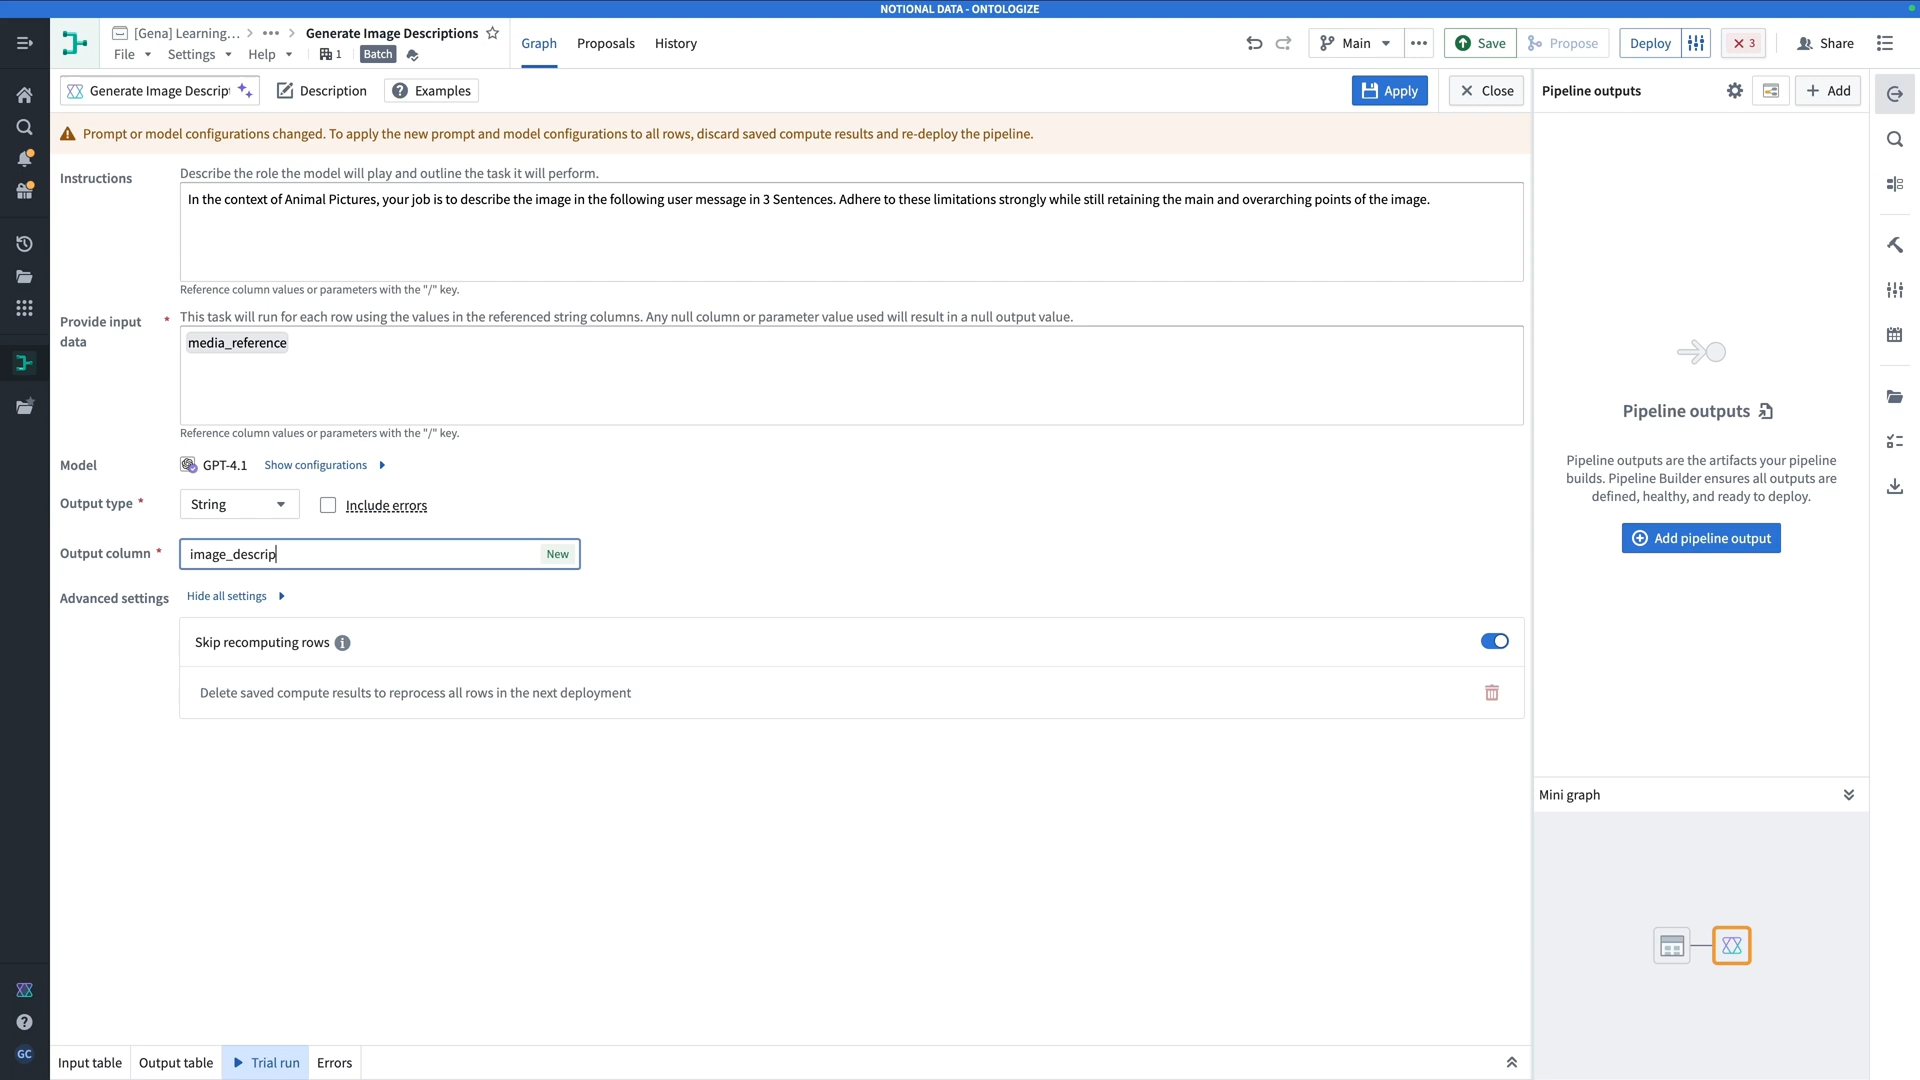 NOTIONAL DATA - ONTOLOGIZE
[Gena] Learning... > ••• > Generate Image Descriptions
File Settings Help 1 Batch
Graph Proposals History
Main ••• Save Propose Deploy 3 Share
Generate Image Descript Description Examples
Apply Close
Pipeline outputs Add
Prompt or model configurations changed. To apply the new prompt and model configurations to all rows, discard saved compute results and re-deploy the pipeline.
Instructions
Describe the role the model will play and outline the task it will perform.
In the context of Animal Pictures, your job is to describe the image in the following user message in 3 Sentences. Adhere to these limitations strongly while still retaining the main and overarching points of the image.
Reference column values or parameters with the "/" key.
Provide input data *
This task will run for each row using the values in the referenced string columns. Any null column or parameter value used will result in a null output value.
media_reference
Reference column values or parameters with the "/" key.
Model GPT-4.1 Show configurations
Output type * String Include errors
Output column * image_descrip New
Advanced settings Hide all settings
Skip recomputing rows
Delete saved compute results to reprocess all rows in the next deployment
Pipeline outputs
Pipeline outputs are the artifacts your pipeline
builds. Pipeline Builder ensures all outputs are
defined, healthy, and ready to deploy.
Add pipeline output
Mini graph
GC
Input table Output table Trial run Errors